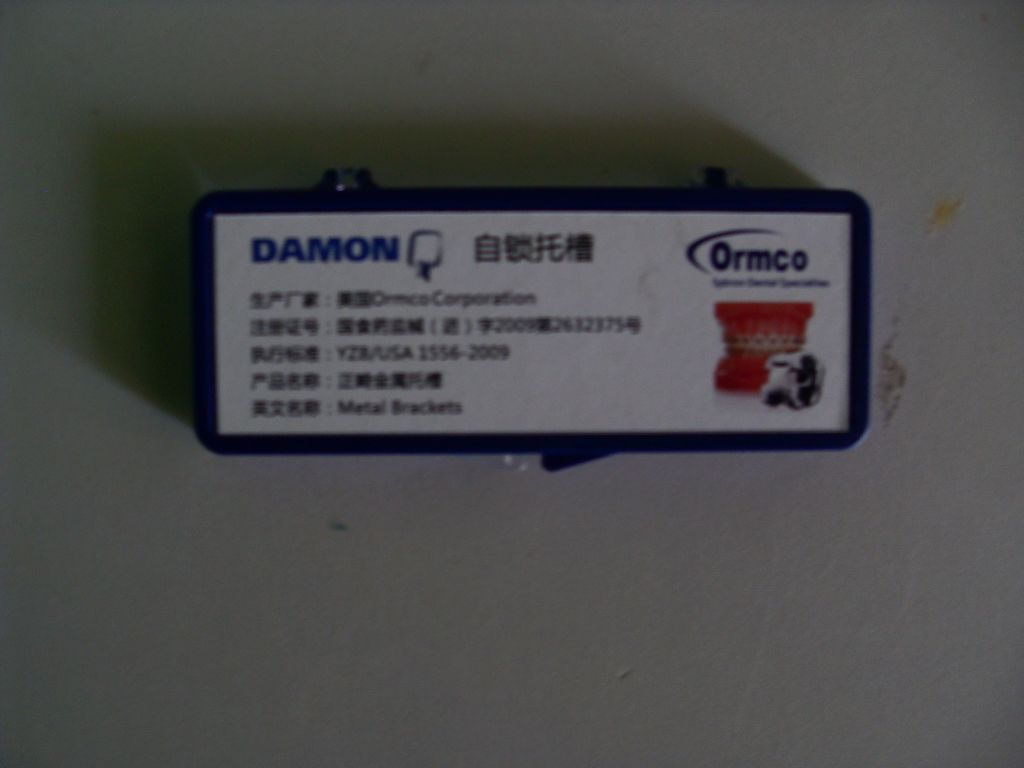 DAMON Q 自锁托槽
Ormco
Sybron Dental Specialties
生产厂家：美国Ormco Corporation
注册证号：国食药监械（进）字2009第2632375号
执行标准：YZB/USA 1556-2009
产品名称：正畸金属托槽
英文名称：Metal Brackets